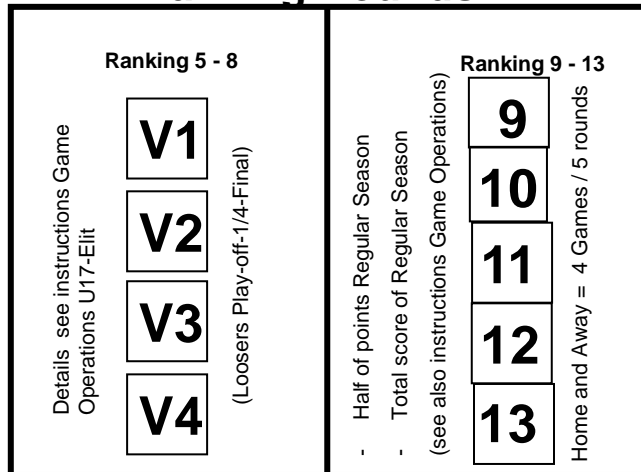 Ranking 5 - 8
Details see instructions Game
Operations U17-Elit
V1
V2
V3
V4
(Loosers Play-off-1/4-Final)
Ranking 9 - 13
- Half of points Regular Season
- Total score of Regular Season
(see also instructions Game Operations)
9
10
11
12
13
Home and Away = 4 Games / 5 rounds